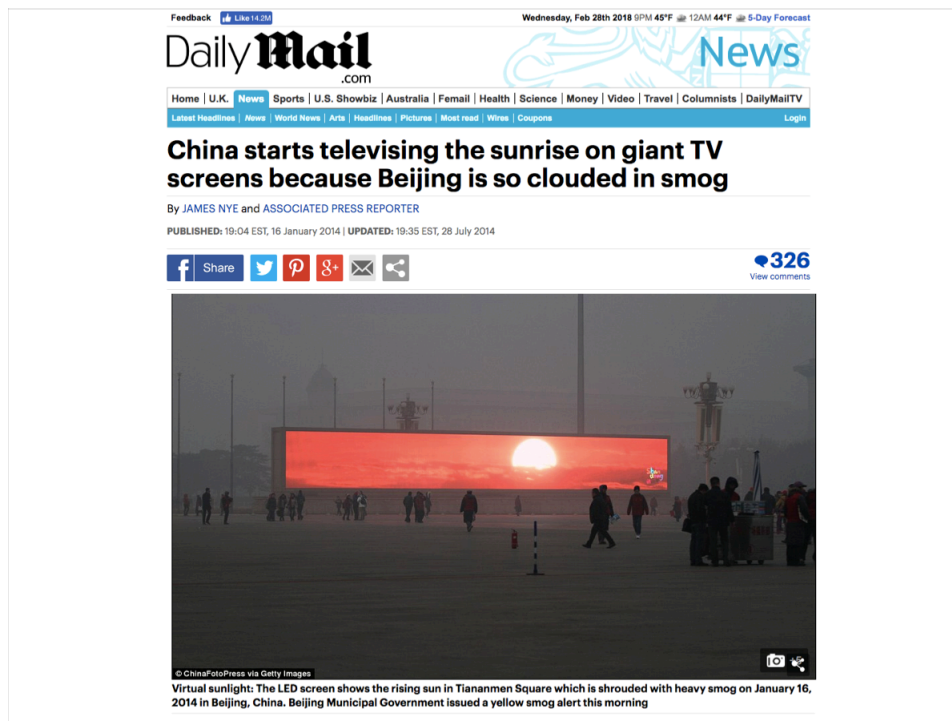 Feedback
Like 14.2M
Wednesday, Feb 28th 2018 9PM 45°F 12AM 44°F 5-Day Forecast
Daily Mail
.com
News
Home U.K. News Sports U.S. Showbiz Australia Femail Health Science Money Video Travel Columnists DailyMailTV
Latest Headlines News World News Arts Headlines Pictures Most read Wires Coupons Login
China starts televising the sunrise on giant TV
screens because Beijing is so clouded in smog
By JAMES NYE and ASSOCIATED PRESS REPORTER
PUBLISHED: 19:04 EST, 16 January 2014 | UPDATED: 19:35 EST, 28 July 2014
f Share
g+
326
View comments
© ChinaFotoPress via Getty Images
Virtual sunlight: The LED screen shows the rising sun in Tiananmen Square which is shrouded with heavy smog on January 16,
2014 in Beijing, China. Beijing Municipal Government issued a yellow smog alert this morning